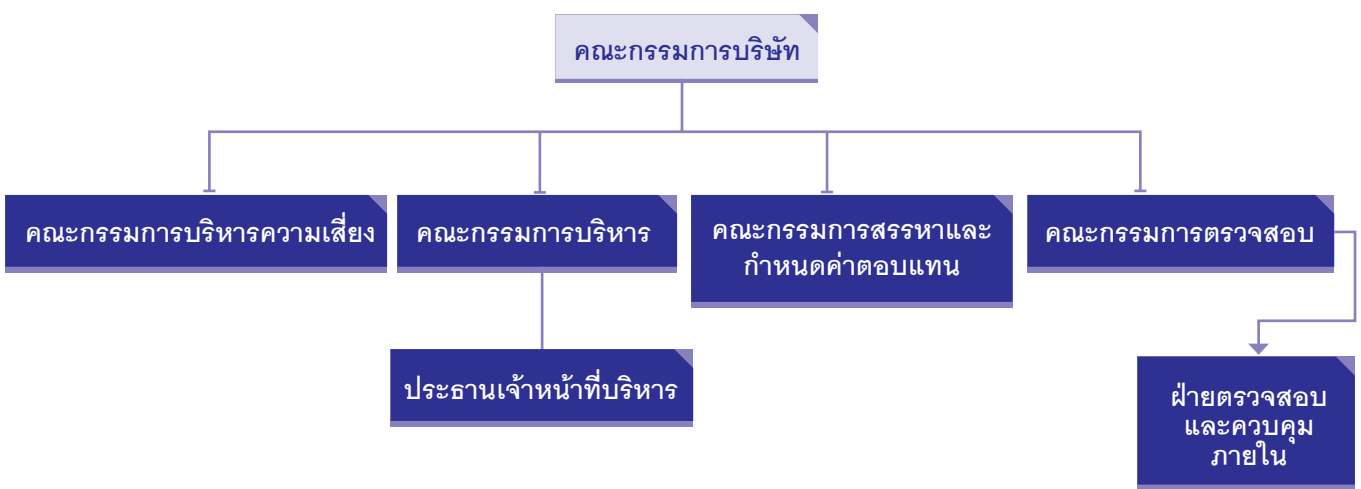 คณะกรรมการบริษัท
คณะกรรมการบริหารความเสี่ยง
คณะกรรมการบริหาร
คณะกรรมการสรรหาและ
กำหนดค่าตอบแทน
คณะกรรมการตรวจสอบ
ประธานเจ้าหน้าที่บริหาร
ฝ่ายตรวจสอบ
และควบคุม
ภายใน